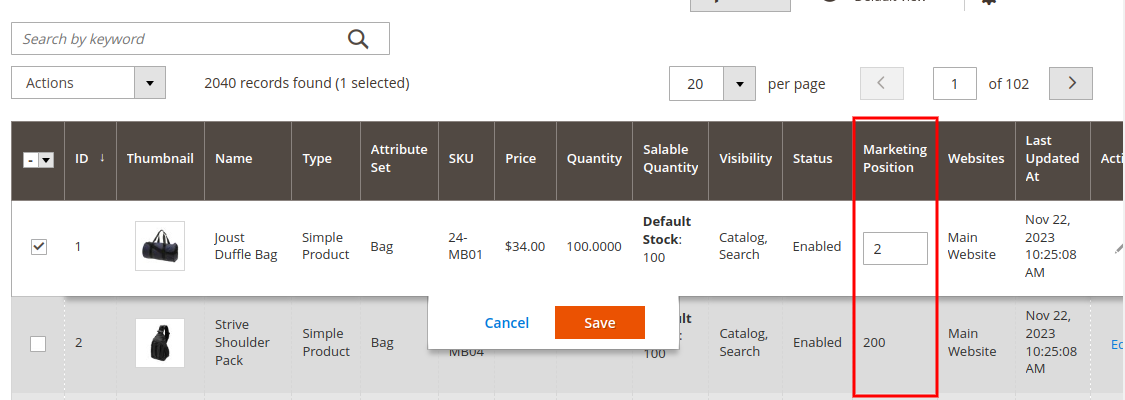 Default View
Search by keyword
Actions
2040 records found (1 selected)
20
per page
1
of 102
-
ID ↓
Thumbnail
Name
Type
Attribute
Set
SKU
Price
Quantity
Salable
Quantity
Visibility
Status
Marketing
Position
Websites
Last
Updated
At
Acti
1
Joust
Duffle Bag
Simple
Product
Bag
24-
MB01
$34.00
100.0000
Default
Stock:
100
Catalog,
Search
Enabled
2
Main
Website
Nov 22,
2023
10:25:08
AM
Cancel
Save
2
Strive
Shoulder
Pack
Simple
Product
Bag
MB04
ult
:
100
Catalog,
Search
Enabled
200
Main
Website
Nov 22,
2023
10:25:08
AM
Ec